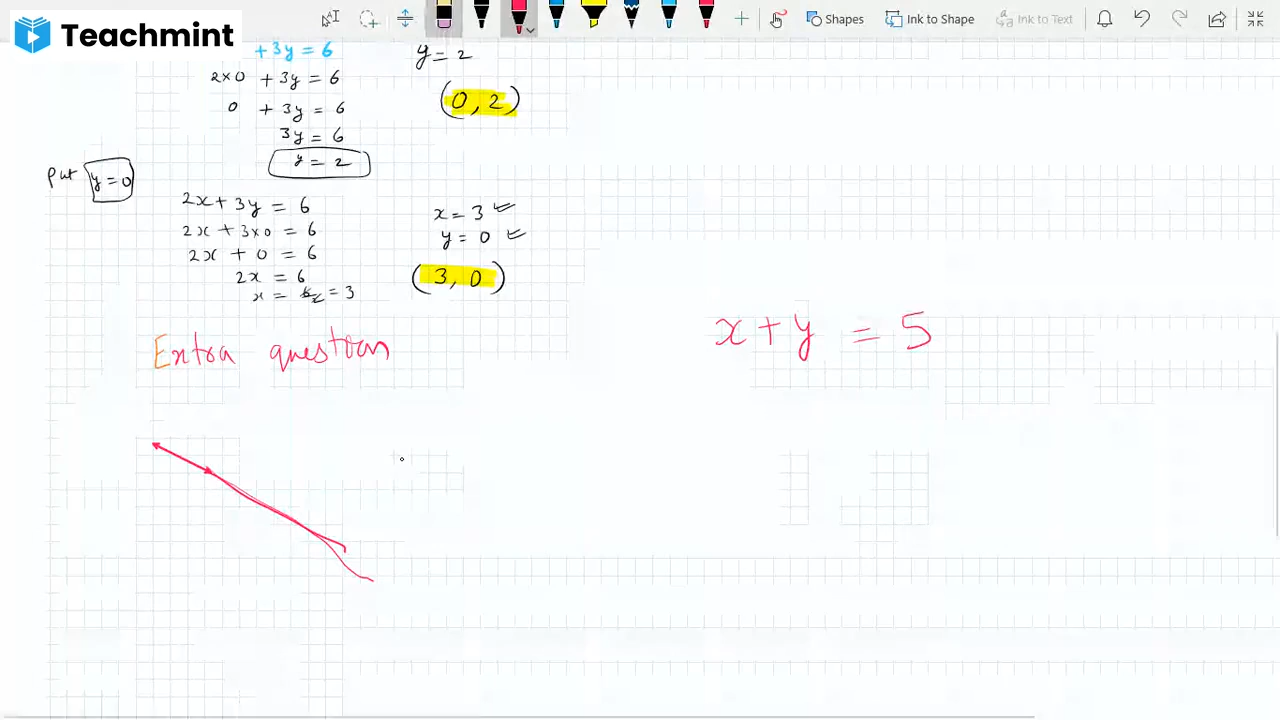 Teachmint
Shapes
Ink to Shape
Ink to Text
+3y = 6
2×0 + 3y = 6
0 + 3y = 6
3y = 6
y = 2
y = 2
(0, 2)
Put y = 0
2x + 3y = 6
2x + 3×0 = 6
2x + 0 = 6
2x = 6
= 3
x = 3
y = 0
(3, 0)
Extra question
x + y = 5